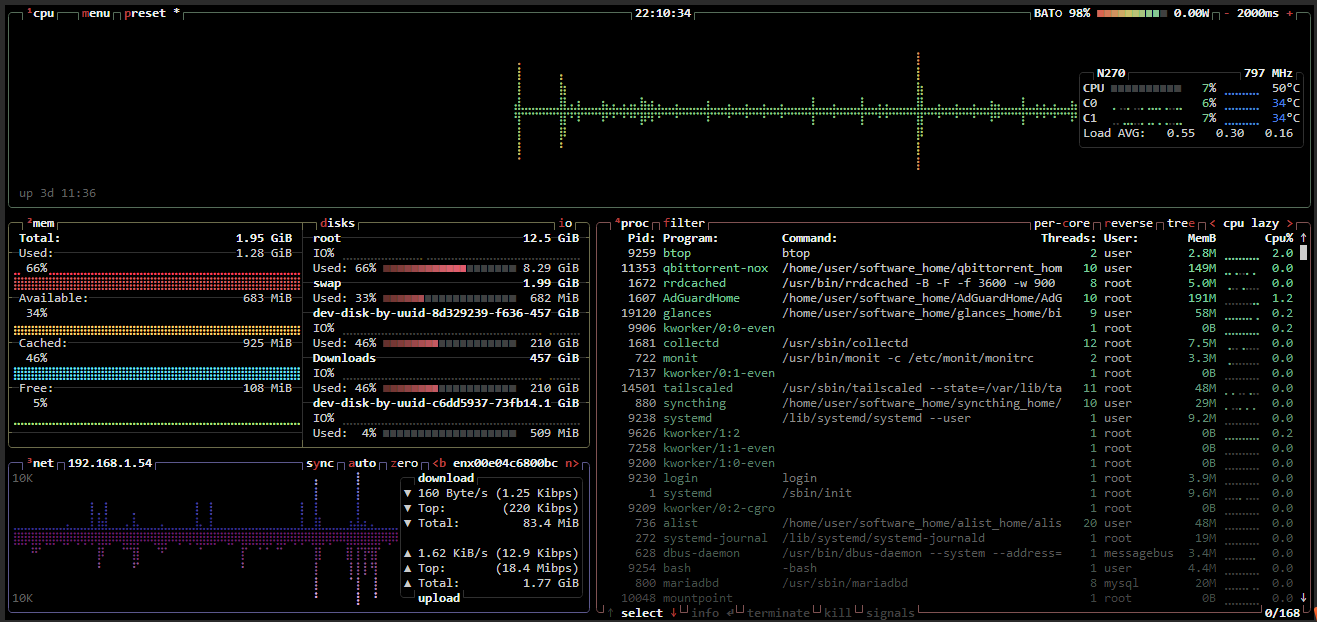 ¹cpu menu preset * 22:10:34 BAT○ 98% 0.00W - 2000ms +
N270 797 MHz
CPU 7% 50°C
C0 6% 34°C
C1 7% 34°C
Load AVG: 0.55 0.30 0.16
up 3d 11:36
²mem
Total: 1.95 GiB
Used: 1.28 GiB
66%
Available: 683 MiB
34%
Cached: 925 MiB
46%
Free: 108 MiB
5%
disks io
root 12.5 GiB
IO%
Used: 66% 8.29 GiB
swap 1.99 GiB
Used: 33% 682 MiB
dev-disk-by-uuid-8d329239-f636-457 GiB
IO%
Used: 46% 210 GiB
Downloads 457 GiB
IO%
Used: 46% 210 GiB
dev-disk-by-uuid-c6dd5937-73fb14.1 GiB
IO%
Used: 4% 509 MiB
³net 192.168.1.54 sync auto zero <b enx00e04c6800bc n>
10K
download
▼ 160 Byte/s (1.25 Kibps)
▼ Top: (220 Kibps)
▼ Total: 83.4 MiB
▲ 1.62 KiB/s (12.9 Kibps)
▲ Top: (18.4 Mibps)
▲ Total: 1.77 GiB
upload
10K
⁴proc filter per-core reverse tree < cpu lazy >
Pid: Program: Command: Threads: User: MemB Cpu% ↑
9259 btop btop 2 user 2.8M 2.0
11353 qbittorrent-nox /home/user/software_home/qbittorrent_hom 10 user 149M 0.0
1672 rrdcached /usr/bin/rrdcached -B -F -f 3600 -w 900 8 root 5.0M 0.0
1607 AdGuardHome /home/user/software_home/AdGuardHome/AdG 10 root 191M 1.2
19120 glances /home/user/software_home/glances_home/bi 9 user 58M 0.2
9906 kworker/0:0-even 1 root 0B 0.2
1681 collectd /usr/sbin/collectd 12 root 7.5M 0.0
722 monit /usr/bin/monit -c /etc/monit/monitrc 2 root 3.3M 0.0
7137 kworker/0:1-even 1 root 0B 0.0
14501 tailscaled /usr/sbin/tailscaled --state=/var/lib/ta 11 root 48M 0.0
880 syncthing /home/user/software_home/syncthing_home/ 10 user 29M 0.0
9238 systemd /lib/systemd/systemd --user 1 user 9.2M 0.0
9626 kworker/1:2 1 root 0B 0.2
7258 kworker/1:1-even 1 root 0B 0.0
9200 kworker/1:0-even 1 root 0B 0.0
9230 login login 1 root 3.9M 0.0
1 systemd /sbin/init 1 root 9.6M 0.0
9209 kworker/0:2-cgro 1 root 0B 0.0
736 alist /home/user/software_home/alist_home/alis 20 user 48M 0.0
272 systemd-journal /lib/systemd/systemd-journald 1 root 19M 0.0
628 dbus-daemon /usr/bin/dbus-daemon --system --address= 1 messagebus 3.4M 0.0
9254 bash -bash 1 user 4.4M 0.0
800 mariadbd /usr/sbin/mariadbd 8 mysql 20M 0.0
10048 mountpoint 1 root 0B 0.0 ↓
↑ select ↓ info ↲ terminate kill signals 0/168